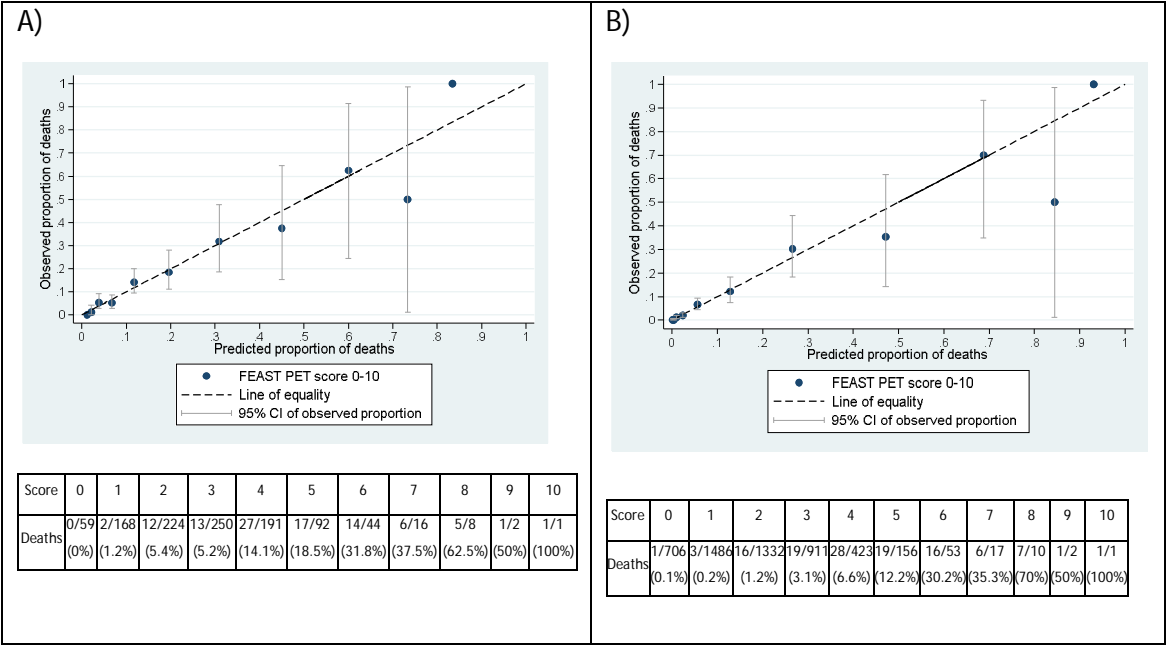 A)
Observed proportion of deaths
1
.9
.8
.7
.6
.5
.4
.3
.2
.1
0
0 .1 .2 .3 .4 .5 .6 .7 .8 .9 1
Predicted proportion of deaths
FEAST PET score 0-10
Line of equality
95% CI of observed proportion
Score 0 1 2 3 4 5 6 7 8 9 10
Deaths 0/59 2/168 12/224 13/250 27/191 17/92 14/44 6/16 5/8 1/2 1/1
(0%) (1.2%) (5.4%) (5.2%) (14.1%) (18.5%) (31.8%) (37.5%) (62.5%) (50%) (100%)
B)
Observed proportion of deaths
1
.9
.8
.7
.6
.5
.4
.3
.2
.1
0
0 .1 .2 .3 .4 .5 .6 .7 .8 .9 1
Predicted proportion of deaths
FEAST PET score 0-10
Line of equality
95% CI of observed proportion
Score 0 1 2 3 4 5 6 7 8 9 10
Deaths 1/706 3/1486 16/1332 19/911 28/423 19/156 16/53 6/17 7/10 1/2 1/1
(0.1%) (0.2%) (1.2%) (3.1%) (6.6%) (12.2%) (30.2%) (35.3%) (70%) (50%) (100%)